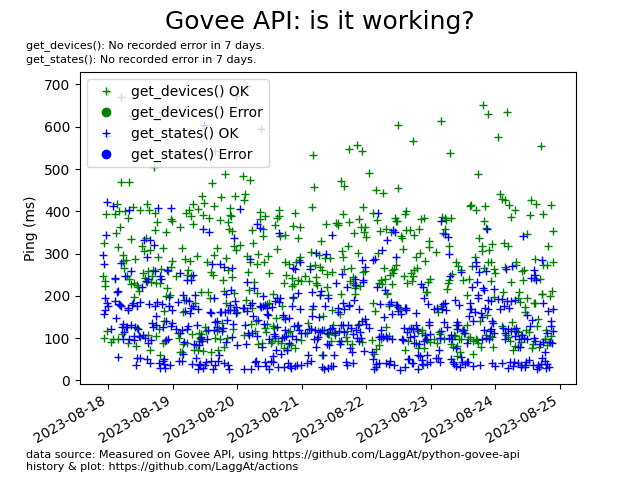 Govee API: is it working?
get_devices(): No recorded error in 7 days.
get_states(): No recorded error in 7 days.
get_devices() OK
get_devices() Error
get_states() OK
get_states() Error
Ping (ms)
700
600
500
400
300
200
100
0
2023-08-18
2023-08-19
2023-08-20
2023-08-21
2023-08-22
2023-08-23
2023-08-24
2023-08-25
data source: Measured on Govee API, using https://github.com/LaggAt/python-govee-api
history & plot: https://github.com/LaggAt/actions